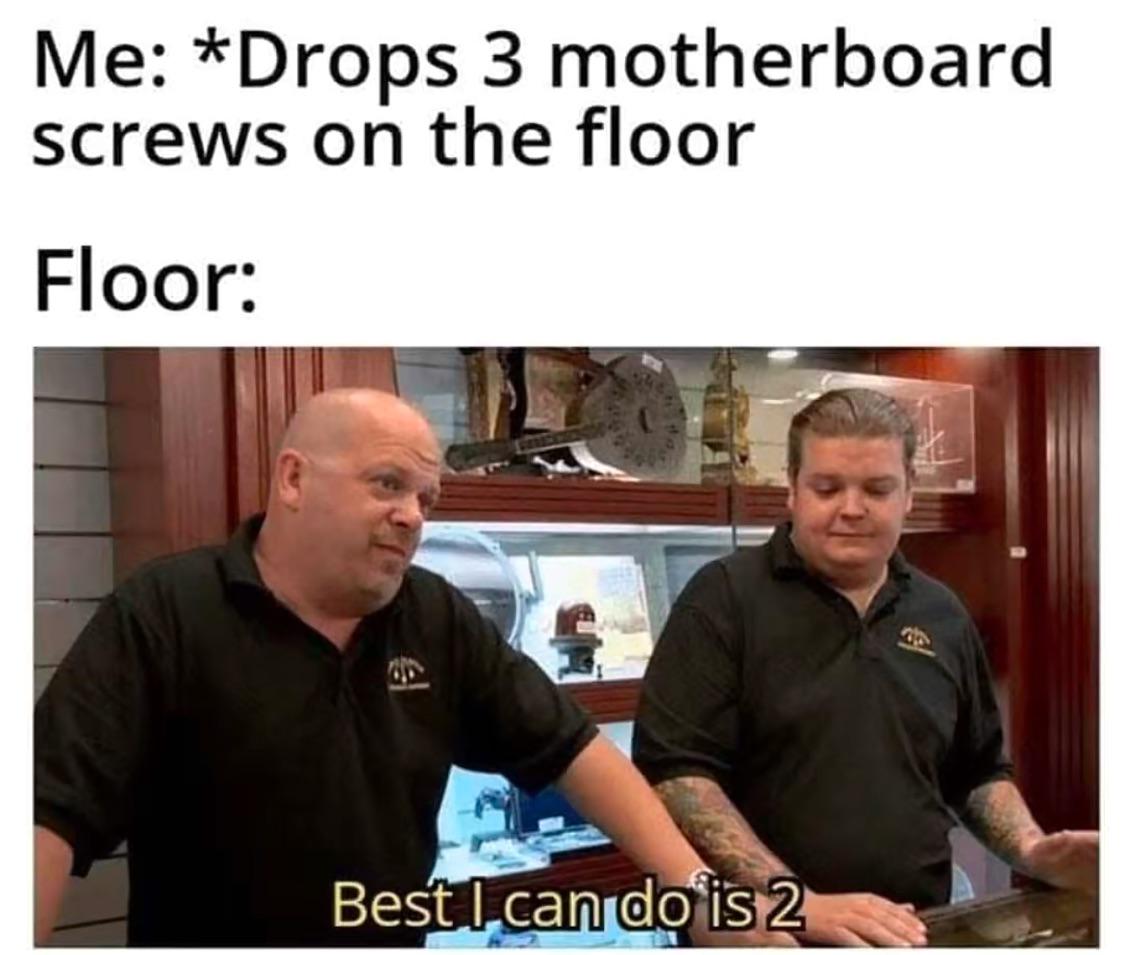 Me: *Drops 3 motherboard
screws on the floor
Floor:
Best I can do is 2